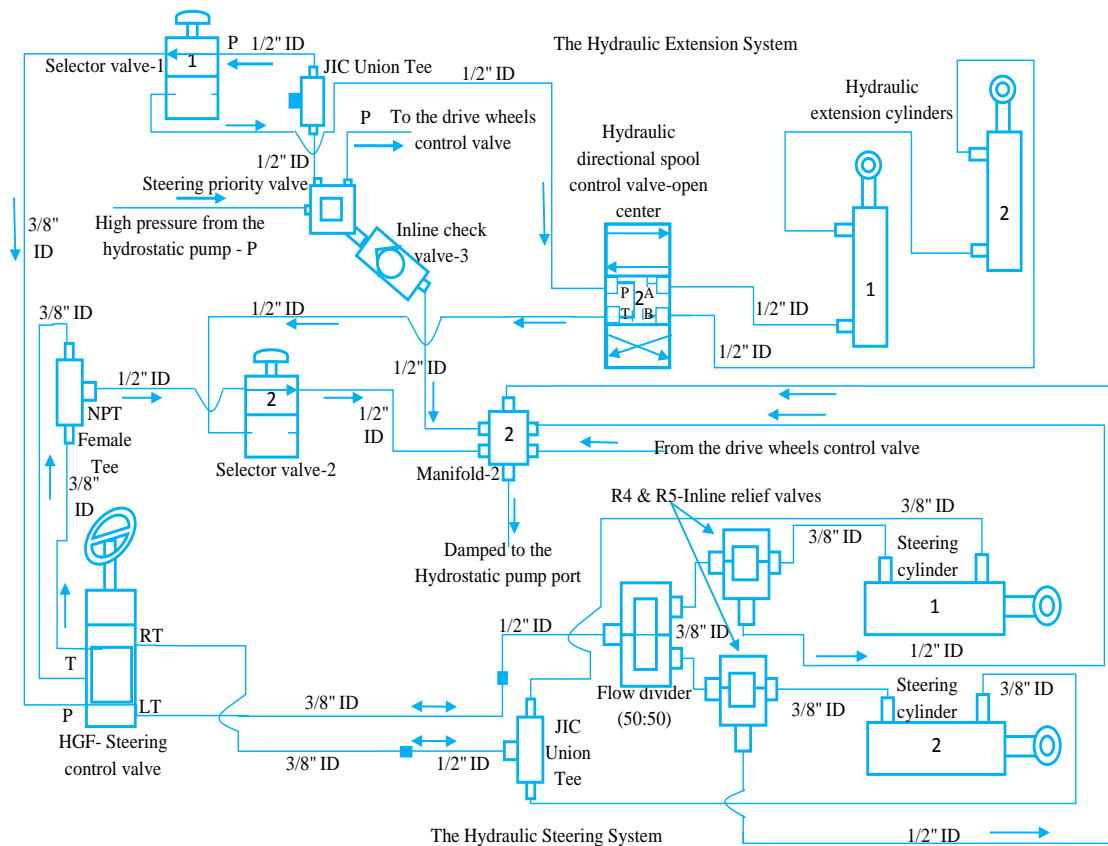 The Hydraulic Extension System
P
1/2" ID
1
Selector valve-1
JIC Union Tee
1/2" ID
P
To the drive wheels
control valve
1/2" ID
Steering priority valve
High pressure from the
hydrostatic pump - P
Inline check
valve-3
Hydraulic
directional spool
control valve-open
center
Hydraulic
extension cylinders
2
1
P
A
2
T
B
1/2" ID
1/2" ID
3/8"
ID
3/8" ID
1/2" ID
1/2" ID
NPT
Female
Tee
1/2" ID
2
1/2"
ID
Selector valve-2
2
Manifold-2
From the drive wheels control valve
Damped to the
Hydrostatic pump port
3/8"
ID
R4 & R5-Inline relief valves
3/8" ID
3/8" ID
Steering
cylinder
1
1/2" ID
1/2" ID
3/8" ID
Flow divider
(50:50)
3/8" ID
Steering
cylinder
3/8" ID
2
RT
T
P
LT
HGF- Steering
control valve
3/8" ID
3/8" ID
1/2" ID
JIC
Union
Tee
The Hydraulic Steering System
1/2" ID